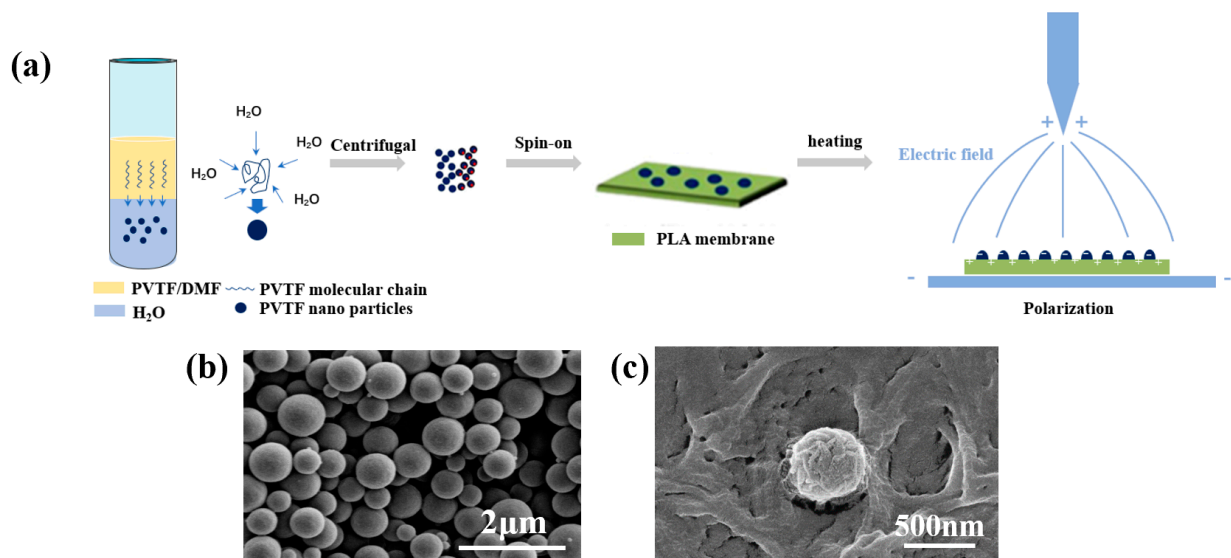 (a)
H₂O
H₂O
H₂O
H₂O
Centrifugal
Spin-on
heating
+ +
Electric field
PLA membrane
- -
Polarization
PVTF/DMF
PVTF molecular chain
H₂O
PVTF nano particles
(b)
2μm
(c)
500nm